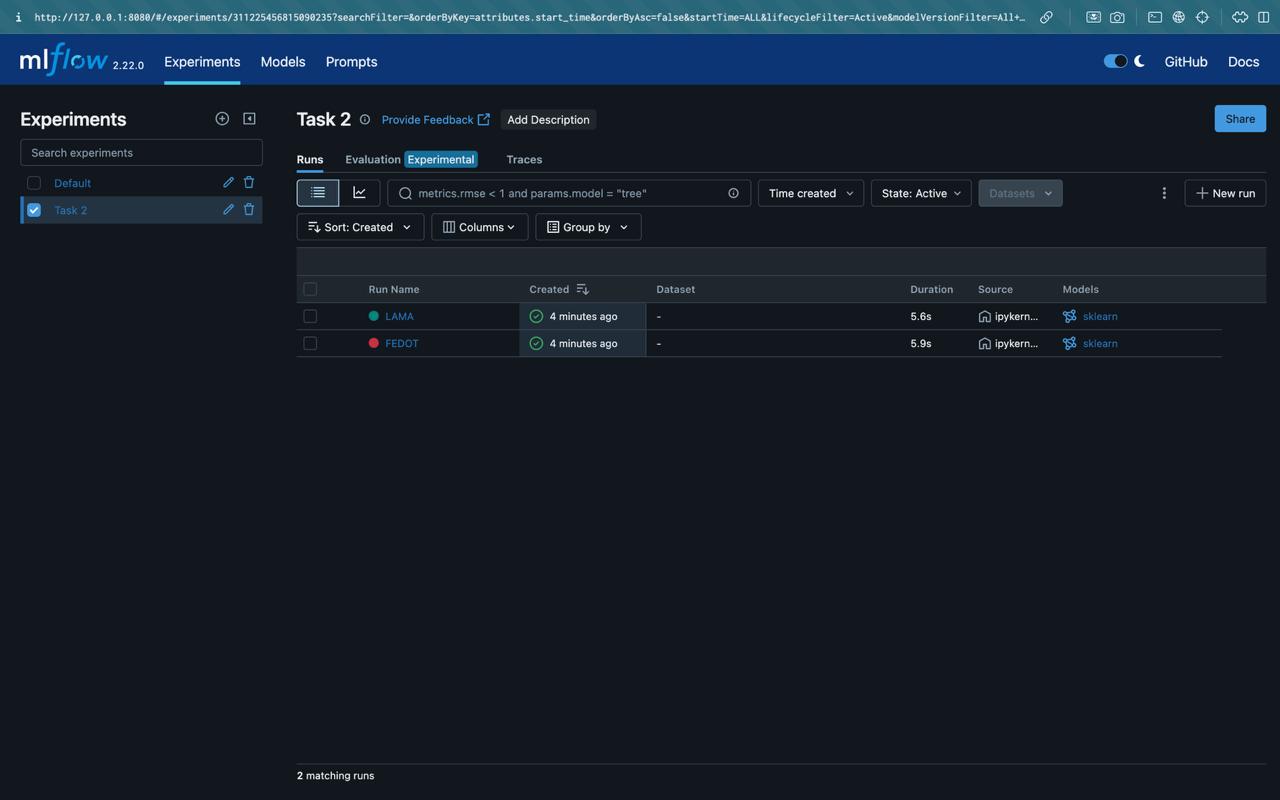 http://127.0.0.1:8080/#/experiments/311225456815090235?searchFilter=&orderByKey=attributes.start_time&orderByAsc=false&startTime=ALL&lifecycleFilter=Active&modelVersionFilter=All+…
mlflow 2.22.0 Experiments Models Prompts GitHub Docs
Experiments
Search experiments
Default
Task 2
Task 2 Provide Feedback Add Description Share
Runs Evaluation Experimental Traces
metrics.rmse < 1 and params.model = "tree" Time created State: Active Datasets New run
Sort: Created Columns Group by
Run Name Created Dataset Duration Source Models
LAMA 4 minutes ago - 5.6s ipykern... sklearn
FEDOT 4 minutes ago - 5.9s ipykern... sklearn
2 matching runs